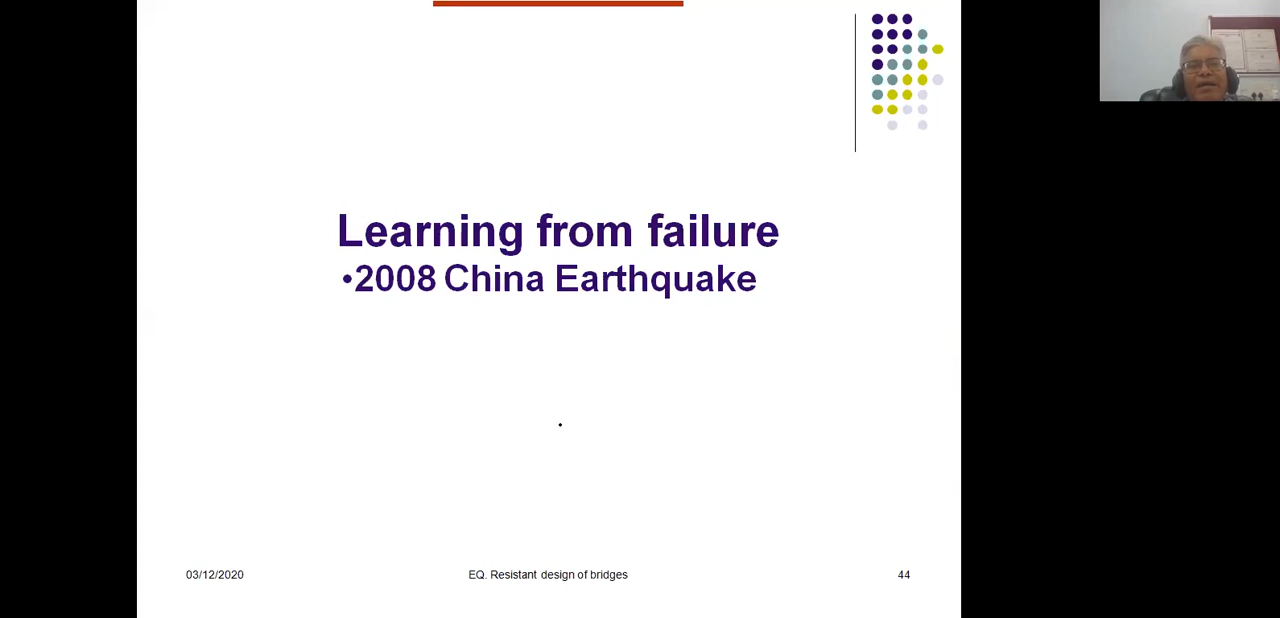 Learning from failure
•2008 China Earthquake
.
03/12/2020
EQ. Resistant design of bridges
44